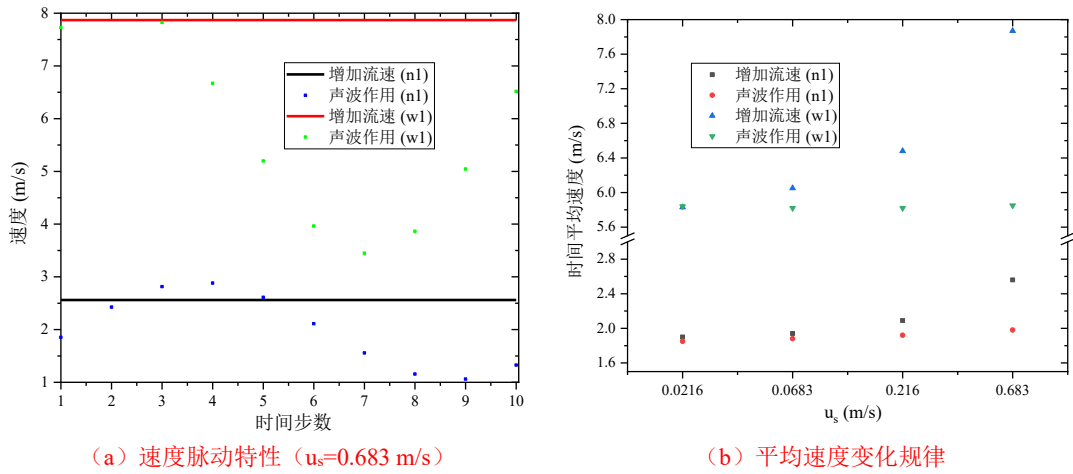 8
7
6
5
4
3
2
1
速度 (m/s)
增加流速 (n1)
声波作用 (n1)
增加流速 (w1)
声波作用 (w1)
1 2 3 4 5 6 7 8 9 10
时间步数
（a）速度脉动特性（us=0.683 m/s）
8.0
7.6
7.2
6.8
6.4
6.0
5.6
2.8
2.4
2.0
1.6
时间平均速度 (m/s)
增加流速 (n1)
声波作用 (n1)
增加流速 (w1)
声波作用 (w1)
0.0216 0.0683 0.216 0.683
us (m/s)
（b）平均速度变化规律